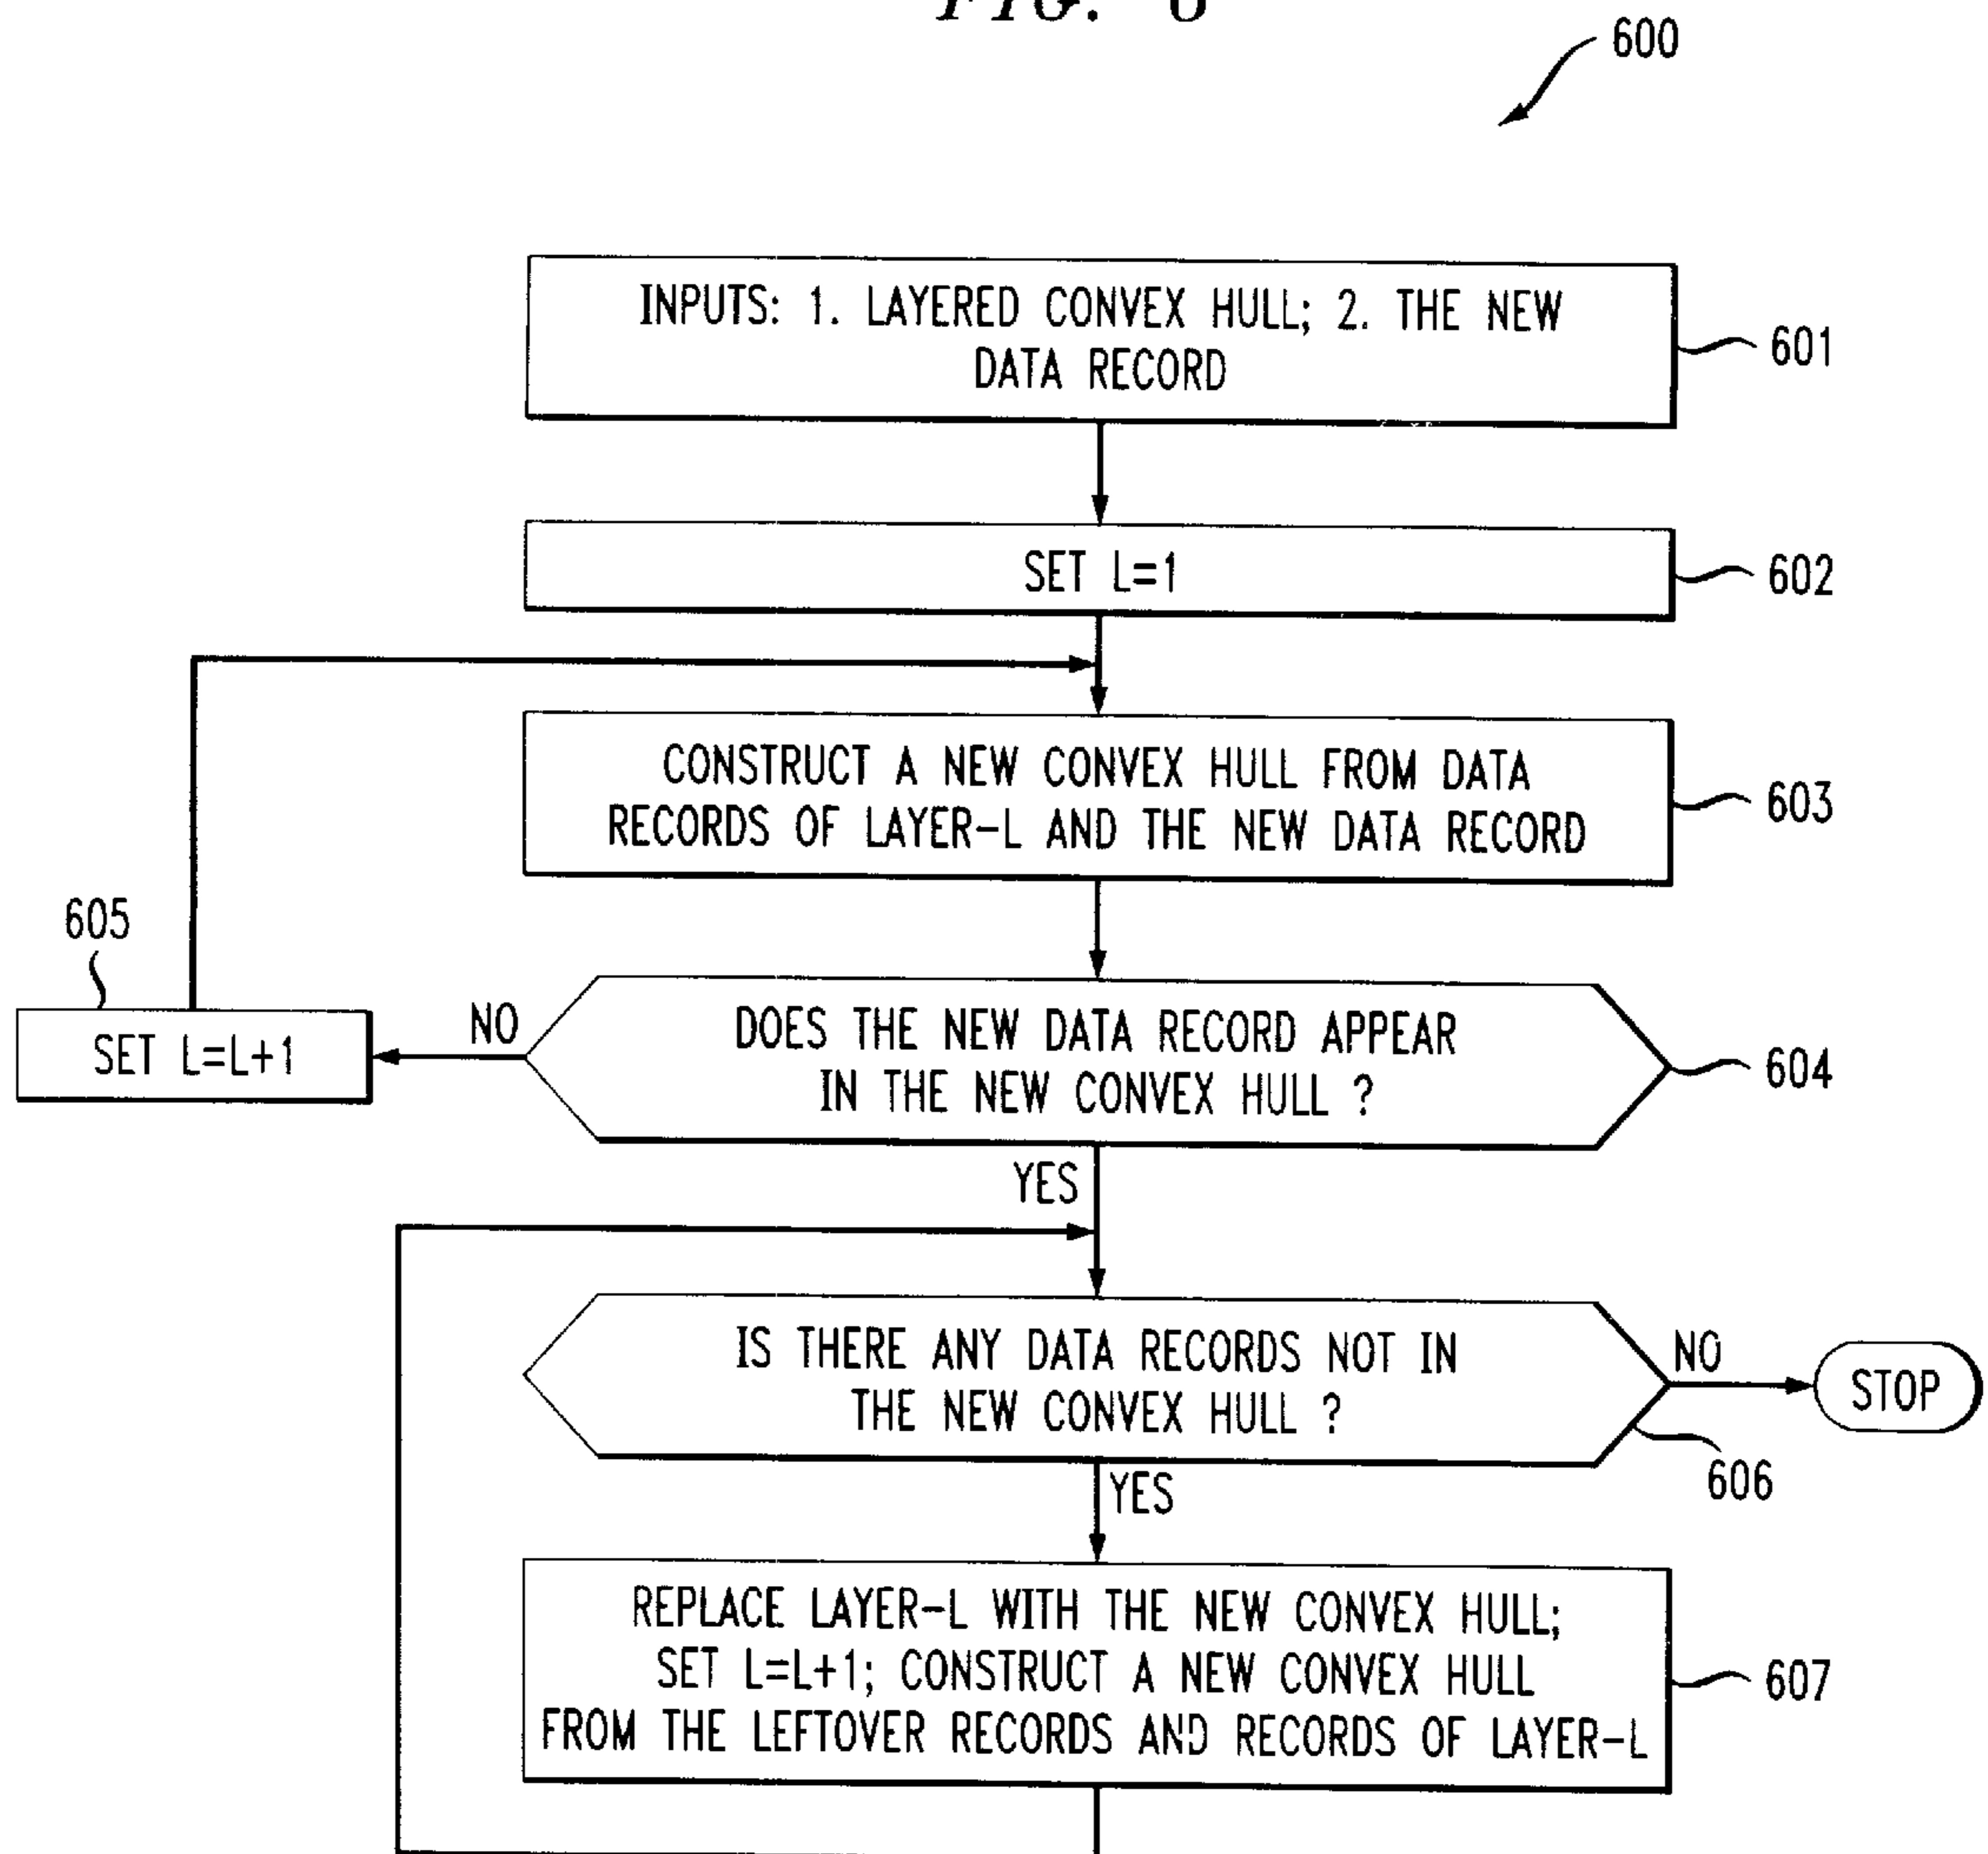 FIG. 6
600
INPUTS: 1. LAYERED CONVEX HULL; 2. THE NEW
DATA RECORD
601
SET L=1
602
CONSTRUCT A NEW CONVEX HULL FROM DATA
RECORDS OF LAYER-L AND THE NEW DATA RECORD
603
605
SET L=L+1
NO
DOES THE NEW DATA RECORD APPEAR
IN THE NEW CONVEX HULL ?
604
YES
IS THERE ANY DATA RECORDS NOT IN
THE NEW CONVEX HULL ?
NO
STOP
606
YES
REPLACE LAYER-L WITH THE NEW CONVEX HULL;
SET L=L+1; CONSTRUCT A NEW CONVEX HULL
FROM THE LEFTOVER RECORDS AND RECORDS OF LAYER-L
607